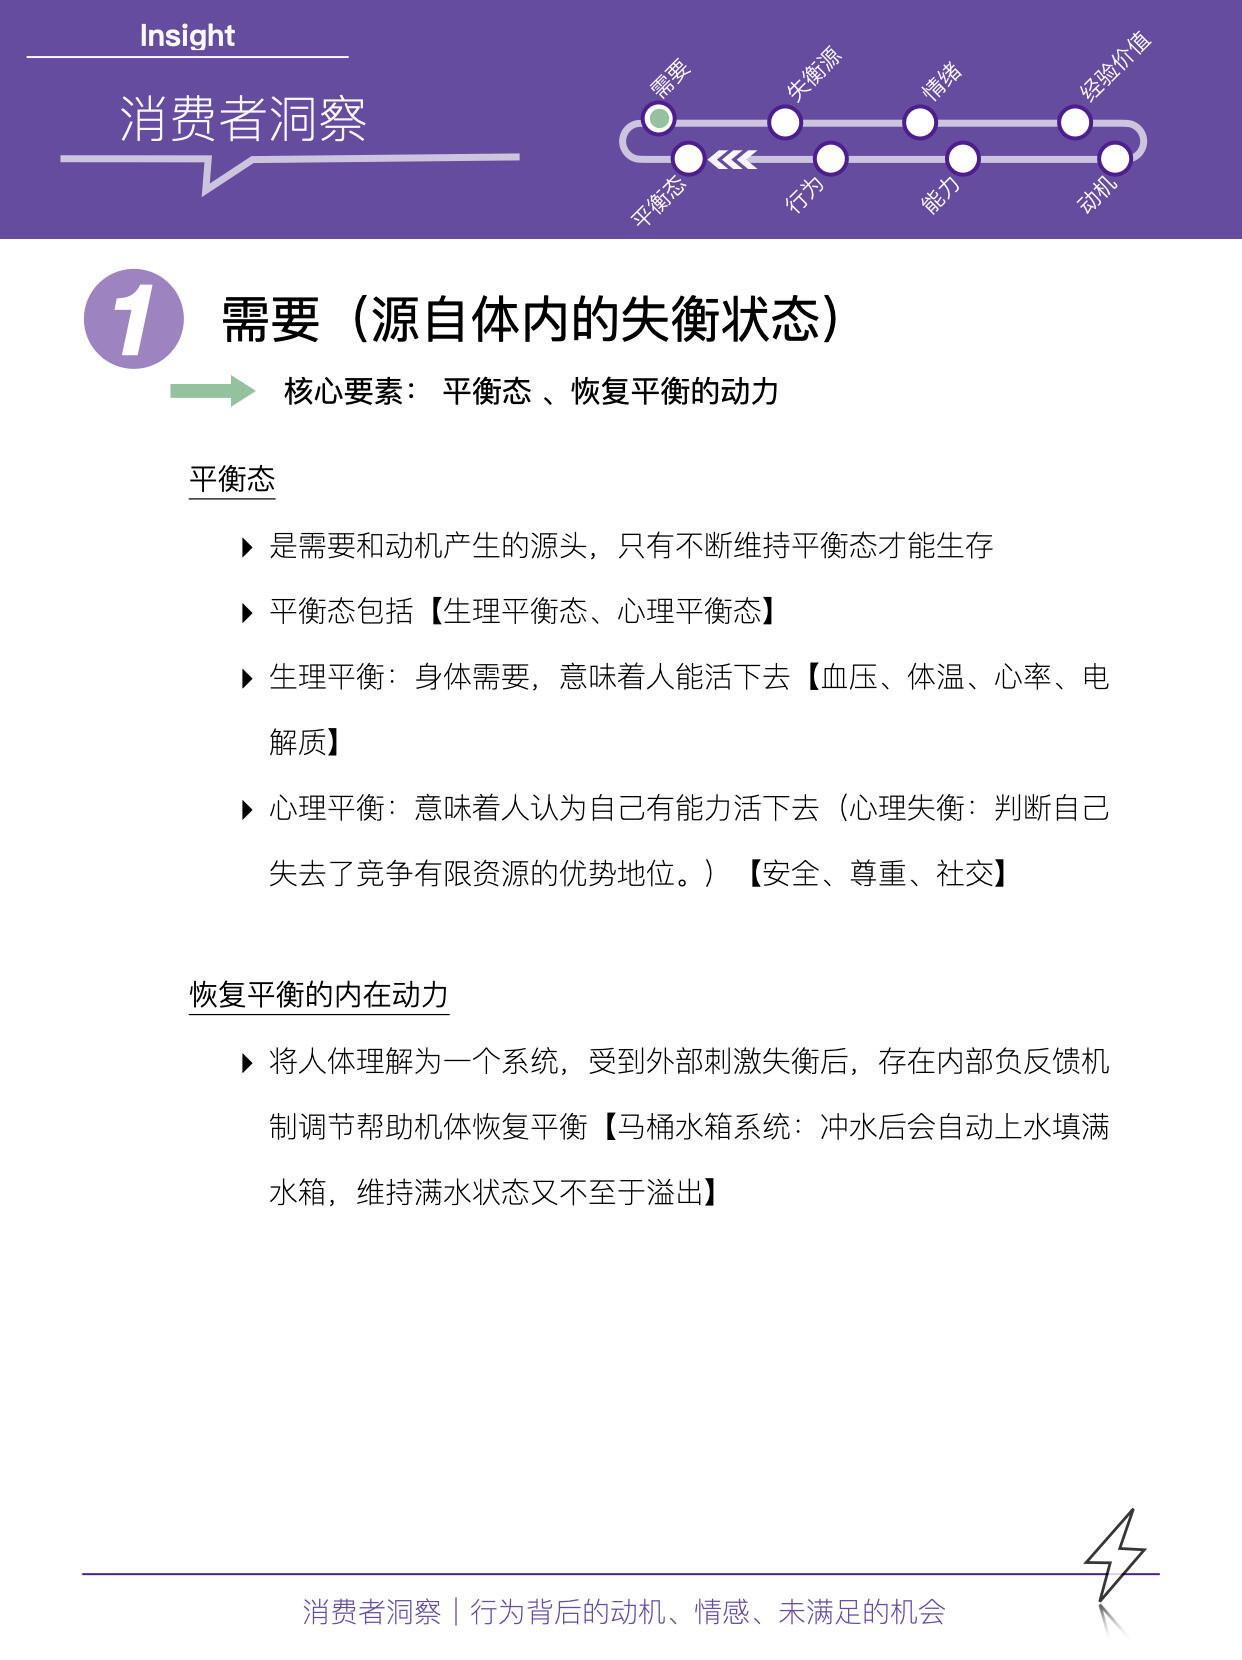 Insight
消费者洞察
需要
失衡源
情绪
经验价值
平衡态
行为
能力
动机
1
需要（源自体内的失衡状态）
核心要素： 平衡态 、恢复平衡的动力
平衡态
是需要和动机产生的源头，只有不断维持平衡态才能生存
平衡态包括【生理平衡态、心理平衡态】
生理平衡：身体需要，意味着人能活下去【血压、体温、心率、电
解质】
心理平衡：意味着人认为自己有能力活下去（心理失衡：判断自己
失去了竞争有限资源的优势地位。）【安全、尊重、社交】
恢复平衡的内在动力
将人体理解为一个系统，受到外部刺激失衡后，存在内部负反馈机
制调节帮助机体恢复平衡【马桶水箱系统：冲水后会自动上水填满
水箱，维持满水状态又不至于溢出】
消费者洞察｜行为背后的动机、情感、未满足的机会